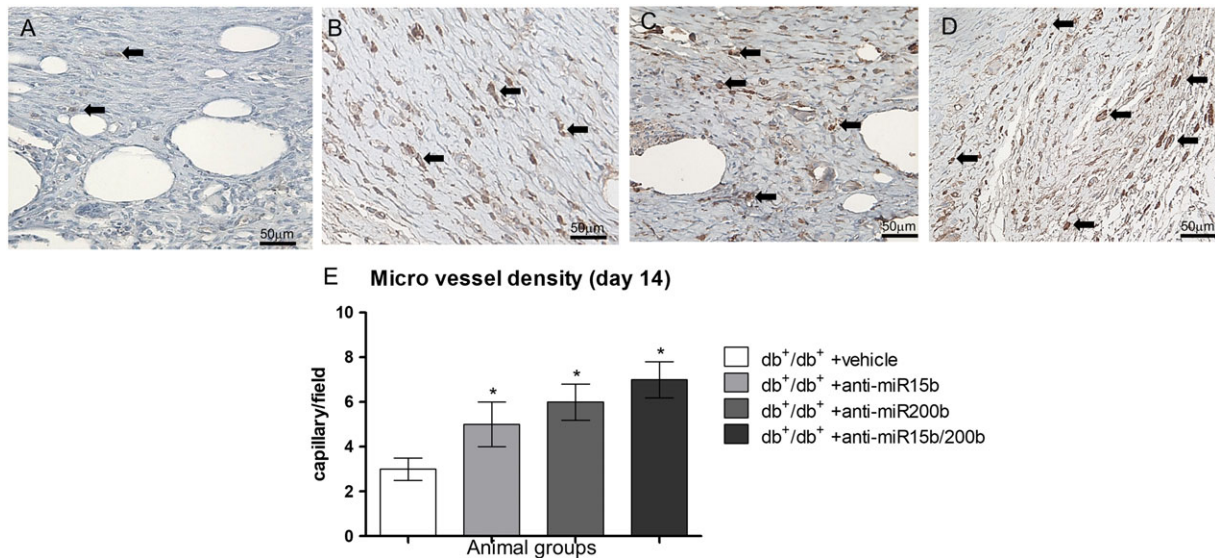 A
B
C
D
50µm
50µm
50µm
50µm
E Micro vessel density (day 14)
capillary/field
10
8
6
4
2
0
*
*
*
Animal groups
db⁺/db⁺ +vehicle
db⁺/db⁺ +anti-miR15b
db⁺/db⁺ +anti-miR200b
db⁺/db⁺ +anti-miR15b/200b